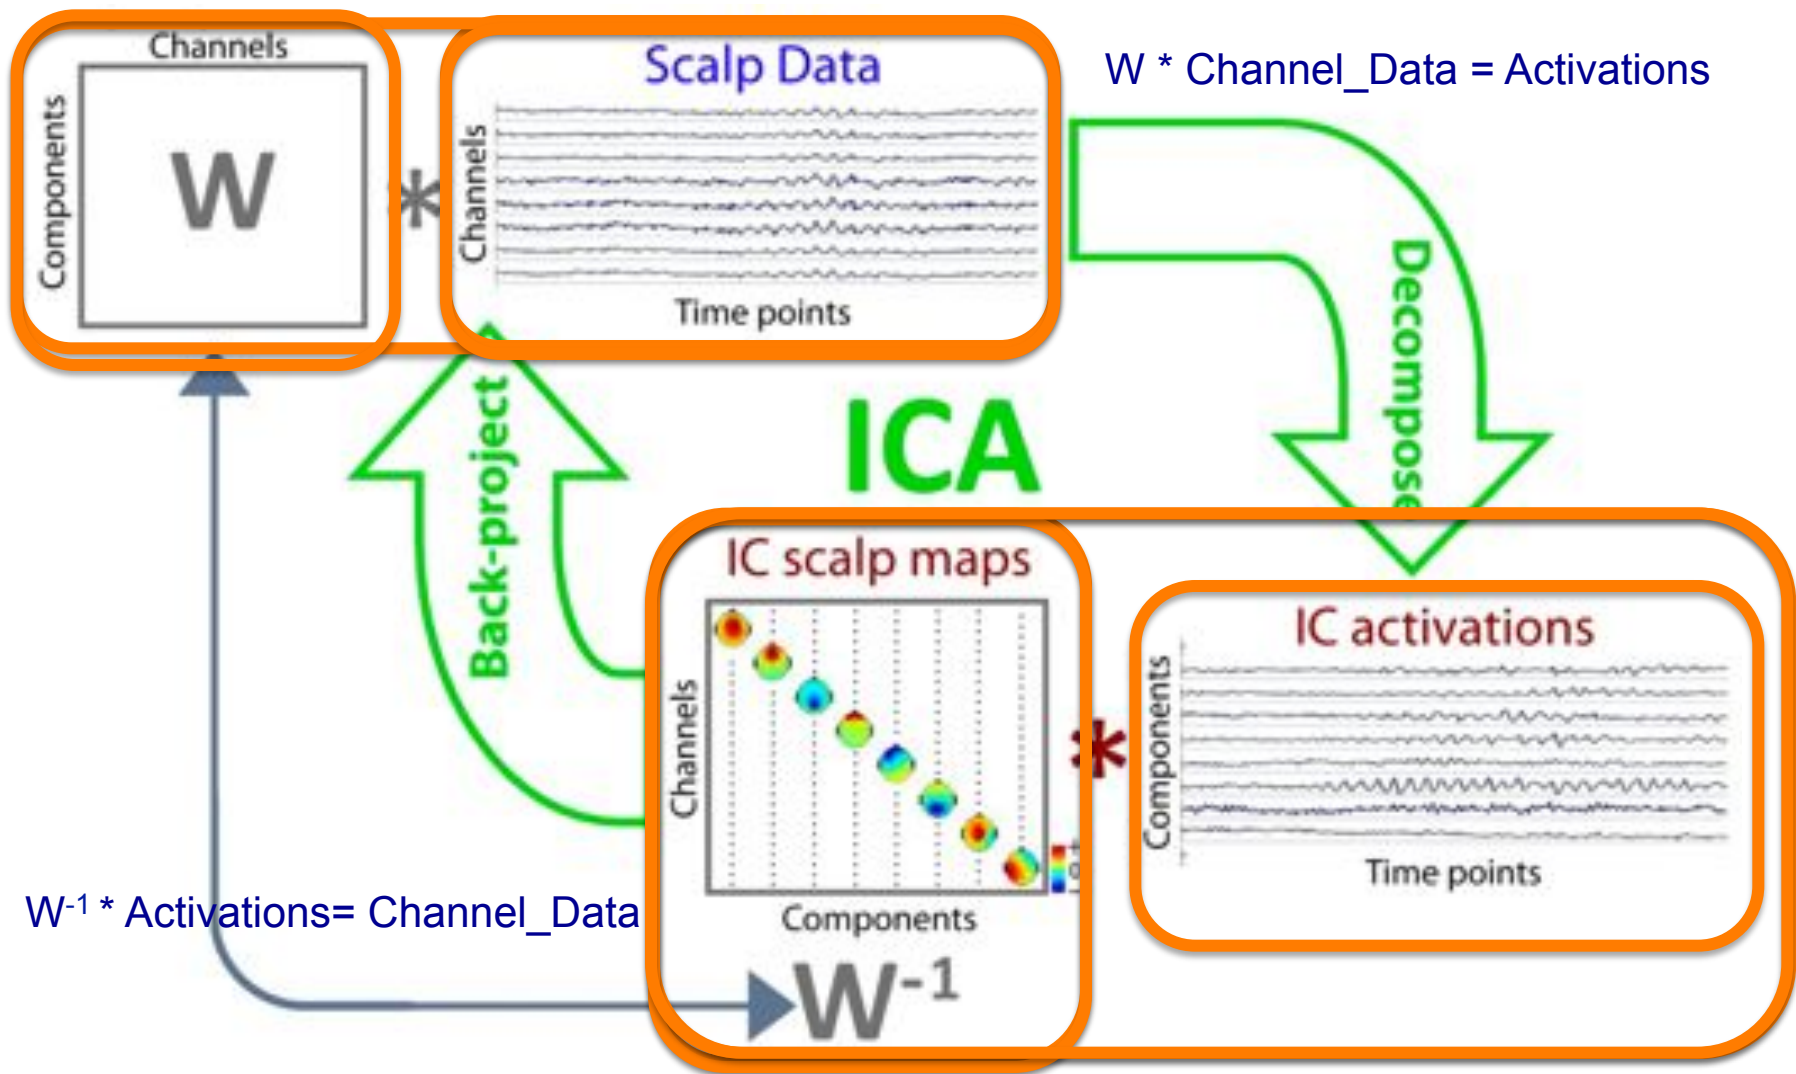 Channels
Components
W
*
Scalp Data
Channels
Time points
W * Channel_Data = Activations
Decompose
Back-project
ICA
IC scalp maps
Channels
+
0
-
Components
W-1
*
IC activations
Components
Time points
W-1 * Activations= Channel_Data